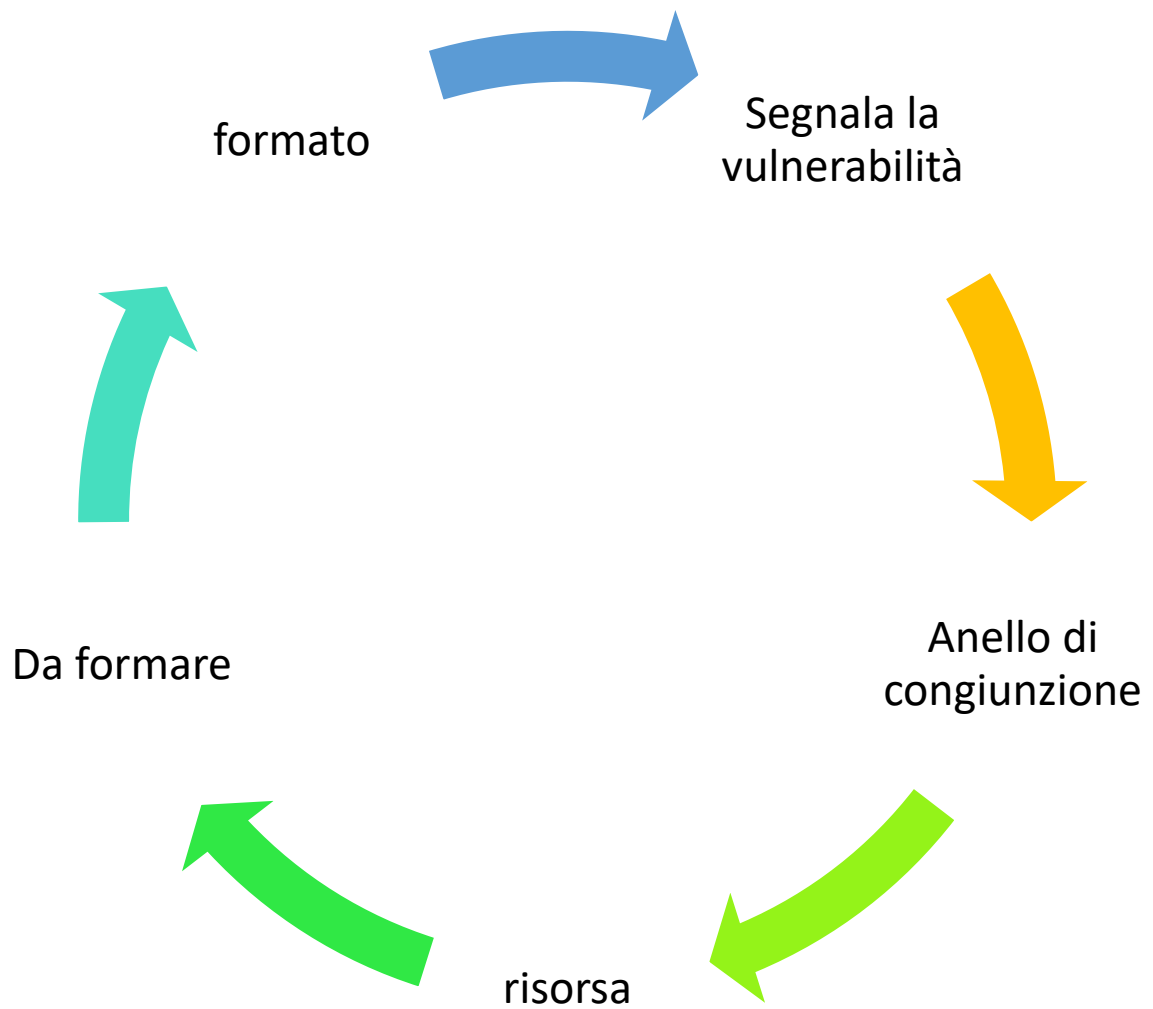 formato
Segnala la
vulnerabilità
Anello di
congiunzione
risorsa
Da formare